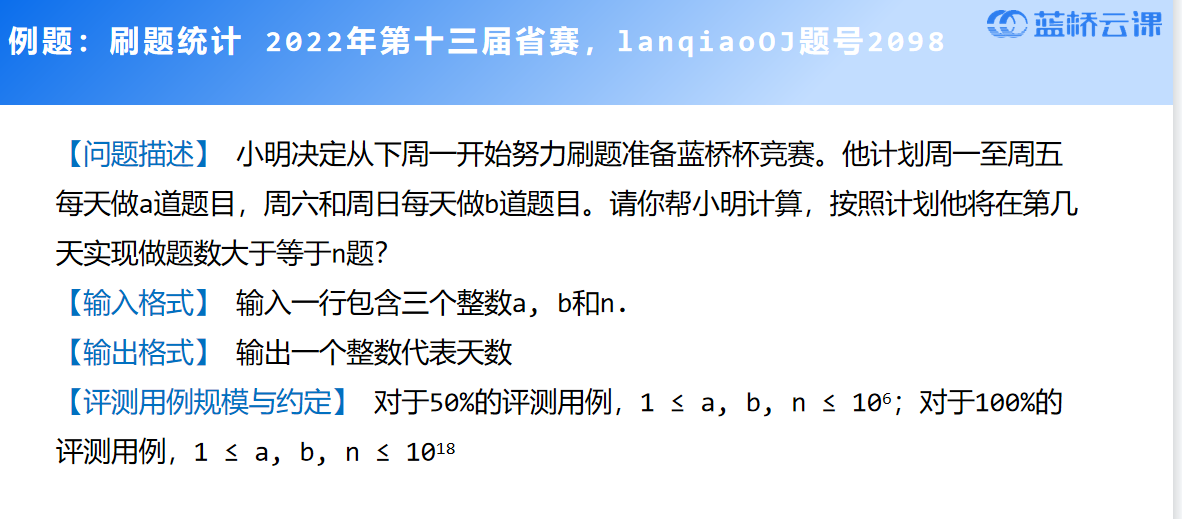 例题：刷题统计 2022年第十三届省赛，lanqiaoOJ题号2098
蓝桥云课
【问题描述】 小明决定从下周一开始努力刷题准备蓝桥杯竞赛。他计划周一至周五
每天做a道题目，周六和周日每天做b道题目。请你帮小明计算，按照计划他将在第几
天实现做题数大于等于n题？
【输入格式】 输入一行包含三个整数a, b和n.
【输出格式】 输出一个整数代表天数
【评测用例规模与约定】 对于50%的评测用例，1 ≤ a, b, n ≤ 10⁶；对于100%的
评测用例，1 ≤ a, b, n ≤ 10¹⁸